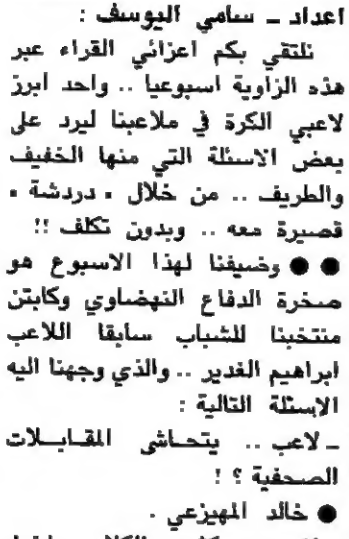 اعداد ــ سامي اليوسف :
نلتقي بكم اعزائي القراء عبر
هذه الزاوية اسبوعيا .. واحد ابرز
لاعبي الكرة في ملاعبنا ليرد على
بعض الاسئلة التي منها الخفيف
والطريف .. من خلال « دردشة »
قصيرة معه .. وبدون تكلف !!
● ● وضيفنا لهذا الاسبوع هو
صخرة الدفاع النهضاوي وكابتن
منتخبنا للشباب سابقا اللاعب
ابراهيم الغدير .. والذي وجهنا اليه
الاسئلة التالية :
ــ لاعب .. يتحاشى المقابلات
الصحفية ؟ !
● خالد المهيزعي .